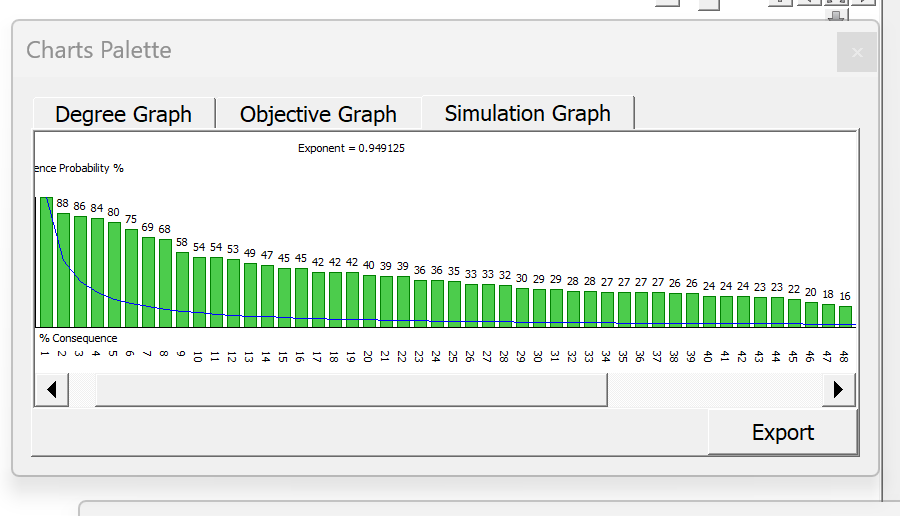 Charts Palette
Degree Graph Objective Graph Simulation Graph
Exponent = 0.949125
ence Probability %
88 86 84 80 75 69 68 58 54 54 53 49 47 45 45 42 42 42 40 39 39 36 36 35 33 33 32 30 29 29 28 28 27 27 27 27 26 26 24 24 24 23 23 22 20 18 16
% Consequence
1 2 3 4 5 6 7 8 9 10 11 12 13 14 15 16 17 18 19 20 21 22 23 24 25 26 27 28 29 30 31 32 33 34 35 36 37 38 39 40 41 42 43 44 45 46 47 48
Export